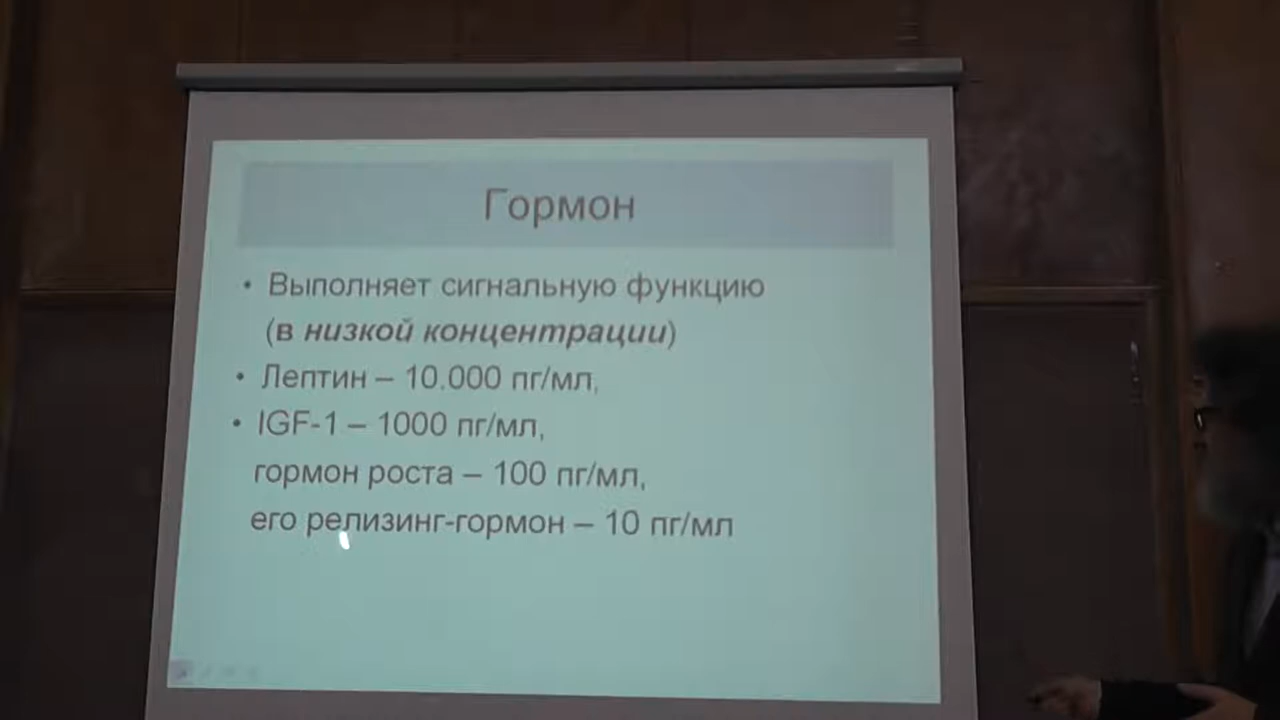 Гормон
• Выполняет сигнальную функцию
(в низкой концентрации)
• Лептин – 10.000 пг/мл,
• IGF-1 – 1000 пг/мл,
гормон роста – 100 пг/мл,
его релизинг-гормон – 10 пг/мл